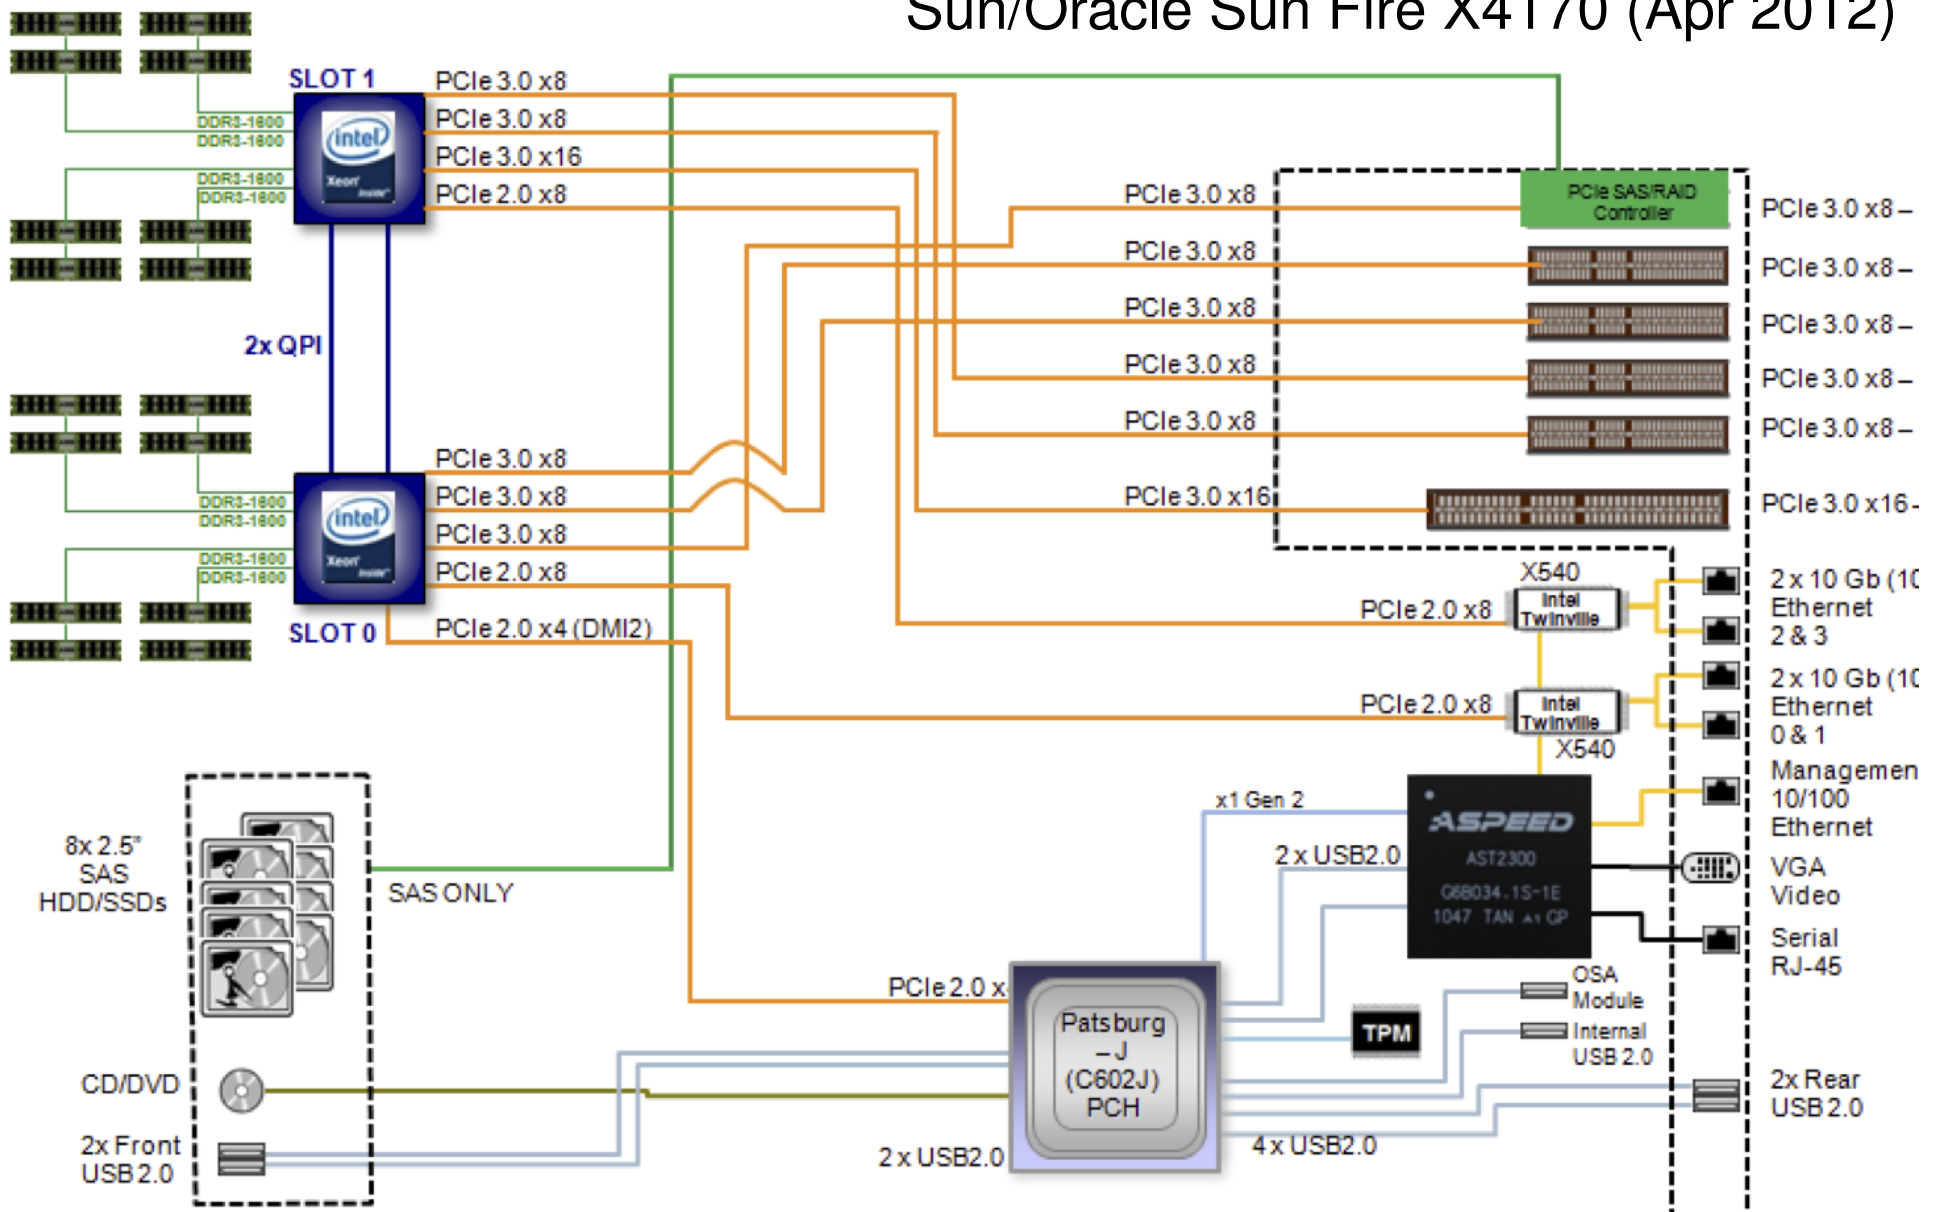 Sun/Oracle Sun Fire X4170 (Apr 2012)
SLOT 1
PCIe 3.0 x8
PCIe 3.0 x8
PCIe 3.0 x16
PCIe 2.0 x8
DDR3-1600
DDR3-1600
DDR3-1600
DDR3-1600
intel
Xeon
inside
2x QPI
PCIe 3.0 x8
PCIe 3.0 x8
PCIe 3.0 x8
PCIe 2.0 x8
PCIe 2.0 x4 (DMI2)
DDR3-1600
DDR3-1600
DDR3-1600
DDR3-1600
intel
Xeon
inside
SLOT 0
PCIe 3.0 x8
PCIe 3.0 x8
PCIe 3.0 x8
PCIe 3.0 x8
PCIe 3.0 x8
PCIe 3.0 x16
PCIe SAS/RAID
Controller
PCIe 3.0 x8 –
PCIe 3.0 x8 –
PCIe 3.0 x8 –
PCIe 3.0 x8 –
PCIe 3.0 x8 –
PCIe 3.0 x16 -
X540
PCIe 2.0 x8
Intel
Twinville
2 x 10 Gb (10
Ethernet
2 & 3
PCIe 2.0 x8
Intel
Twinville
X540
2 x 10 Gb (10
Ethernet
0 & 1
x1 Gen 2
2 x USB2.0
ASPEED
AST2300
G6B034.1S-1E
1047 TAN A1 GP
Managemen
10/100
Ethernet
VGA
Video
Serial
RJ-45
8x 2.5"
SAS
HDD/SSDs
SAS ONLY
PCIe 2.0 x
Patsburg
– J
(C602J)
PCH
TPM
OSA
Module
Internal
USB 2.0
CD/DVD
2x Front
USB 2.0
2 x USB2.0
4 x USB2.0
2x Rear
USB 2.0